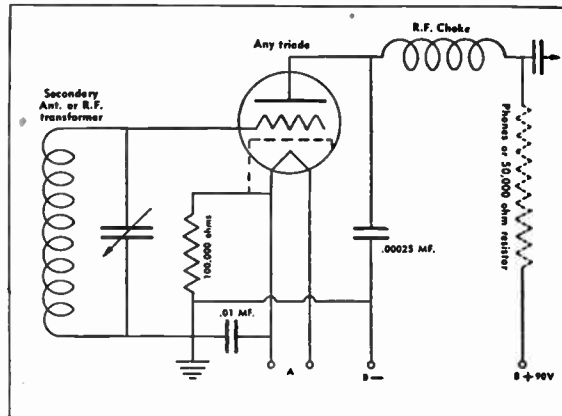 R.F. Choke
Any triode
Secondary
Ant. or R.F.
transformer
Phones or 50,000 ohm resistor
100,000 ohms
.00025 MF.
.01 MF.
A
B—
B + 90V